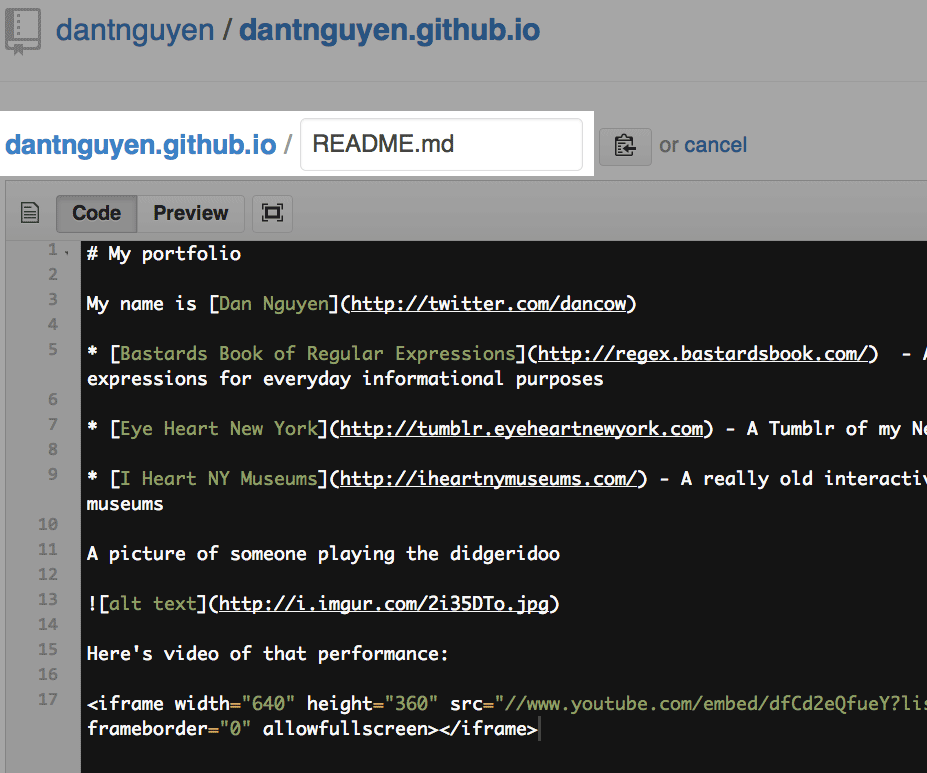 dantnguyen / dantnguyen.github.io
dantnguyen.github.io / README.md or cancel
Code Preview
1 # My portfolio
2
3 My name is [Dan Nguyen](http://twitter.com/dancow)
4
5 * [Bastards Book of Regular Expressions](http://regex.bastardsbook.com/)  - A
expressions for everyday informational purposes
6
7 * [Eye Heart New York](http://tumblr.eyeheartnewyork.com) - A Tumblr of my Ne
8
9 * [I Heart NY Museums](http://iheartnymuseums.com/) - A really old interactiv
museums
10
11 A picture of someone playing the didgeridoo
12
13 ![alt text](http://i.imgur.com/2i35DTo.jpg)
14
15 Here's video of that performance:
16
17 <iframe width="640" height="360" src="//www.youtube.com/embed/dfCd2eQfueY?lis
frameborder="0" allowfullscreen></iframe>